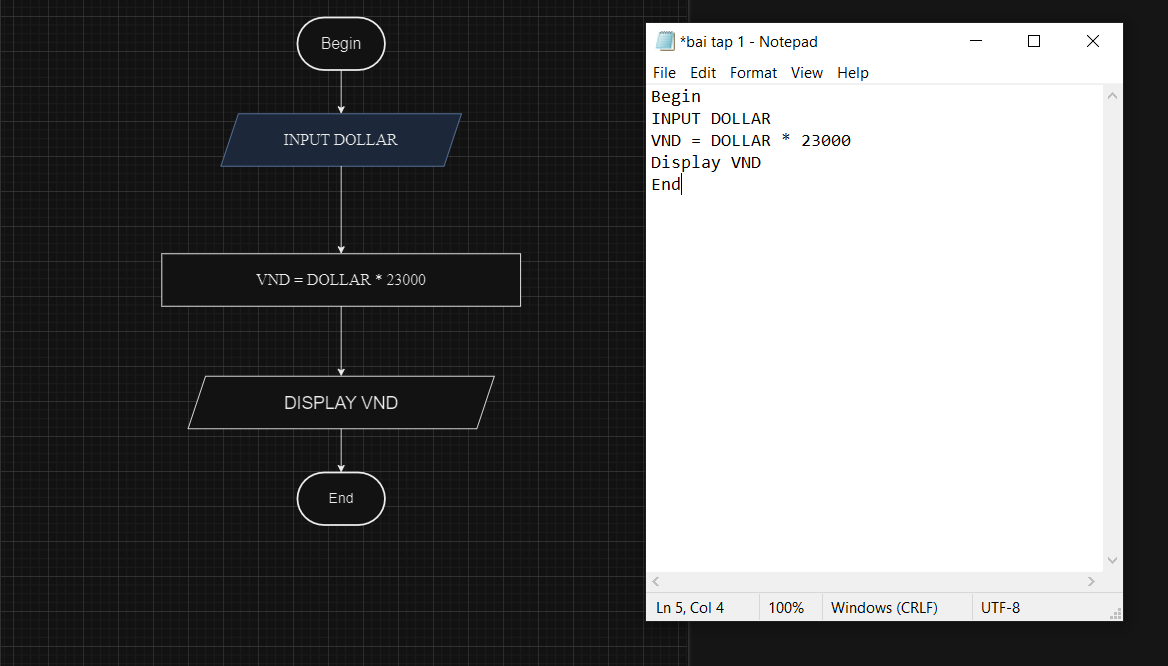 Begin
INPUT DOLLAR
VND = DOLLAR * 23000
DISPLAY VND
End
*bai tap 1 - Notepad
File Edit Format View Help
Begin
INPUT DOLLAR
VND = DOLLAR * 23000
Display VND
End
Ln 5, Col 4 100% Windows (CRLF) UTF-8